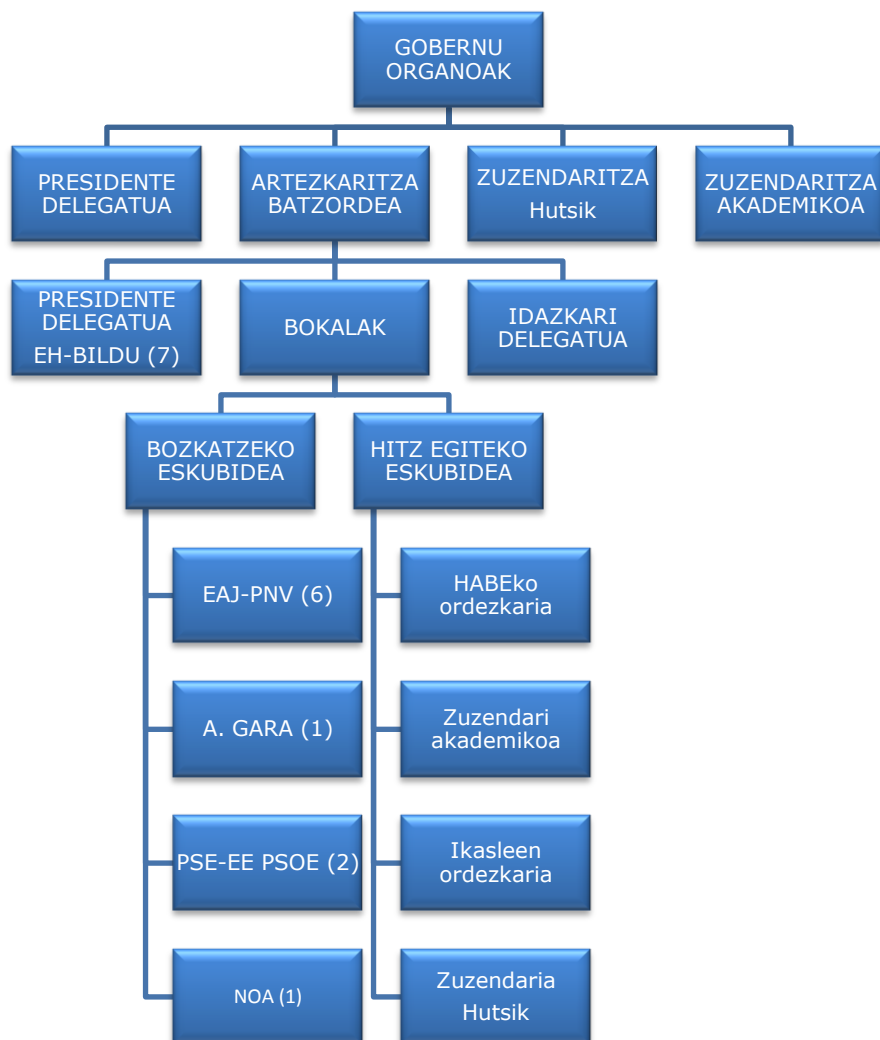 GOBERNU
ORGANOAK
PRESIDENTE
DELEGATUA
ARTEZKARITZA
BATZORDEA
ZUZENDARITZA
Hutsik
ZUZENDARITZA
AKADEMIKOA
PRESIDENTE
DELEGATUA
EH-BILDU (7)
BOKALAK
IDAZKARI
DELEGATUA
BOZKATZEKO
ESKUBIDEA
HITZ EGITEKO
ESKUBIDEA
EAJ-PNV (6)
HABEko
ordezkaria
A. GARA (1)
Zuzendari
akademikoa
PSE-EE PSOE (2)
Ikasleen
ordezkaria
NOA (1)
Zuzendaria
Hutsik